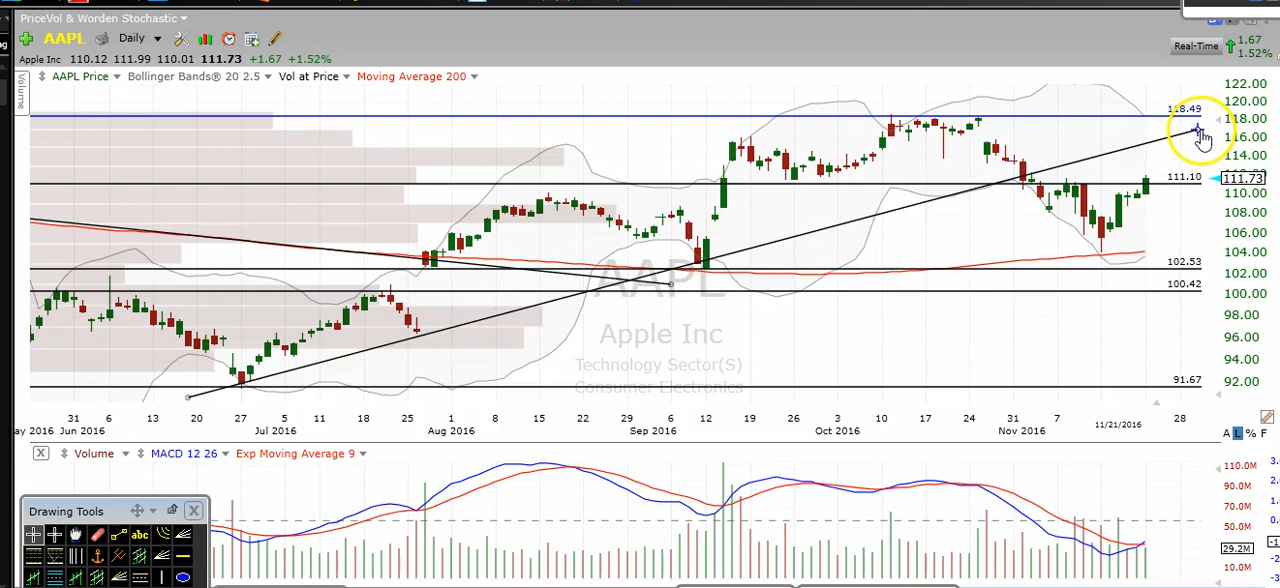 PriceVol & Worden Stochastic
AAPL Daily
Real-Time 1.67 1.52%
Apple Inc 110.12 111.99 110.01 111.73 +1.67 +1.52%
Volume
AAPL Price Bollinger Bands® 20 2.5 Vol at Price Moving Average 200
122.00
120.00
118.49
118.00
116.00
114.00
111.10
111.73
110.00
108.00
106.00
104.00
102.53
102.00
100.42
100.00
98.00
96.00
94.00
91.67
92.00
AAPL
Apple Inc
Technology Sector(S)
Consumer Electronics
31 6 13 20 27 5 11 18 25 1 8 15 22 29 6 12 19 26 3 10 17 24 31 7 28
ay 2016 Jun 2016 Jul 2016 Aug 2016 Sep 2016 Oct 2016 Nov 2016 11/21/2016
A L % F
X Volume MACD 12 26 Exp Moving Average 9
110.0M
90.0M
70.0M
50.0M
29.2M
10.0M
Drawing Tools X
abc